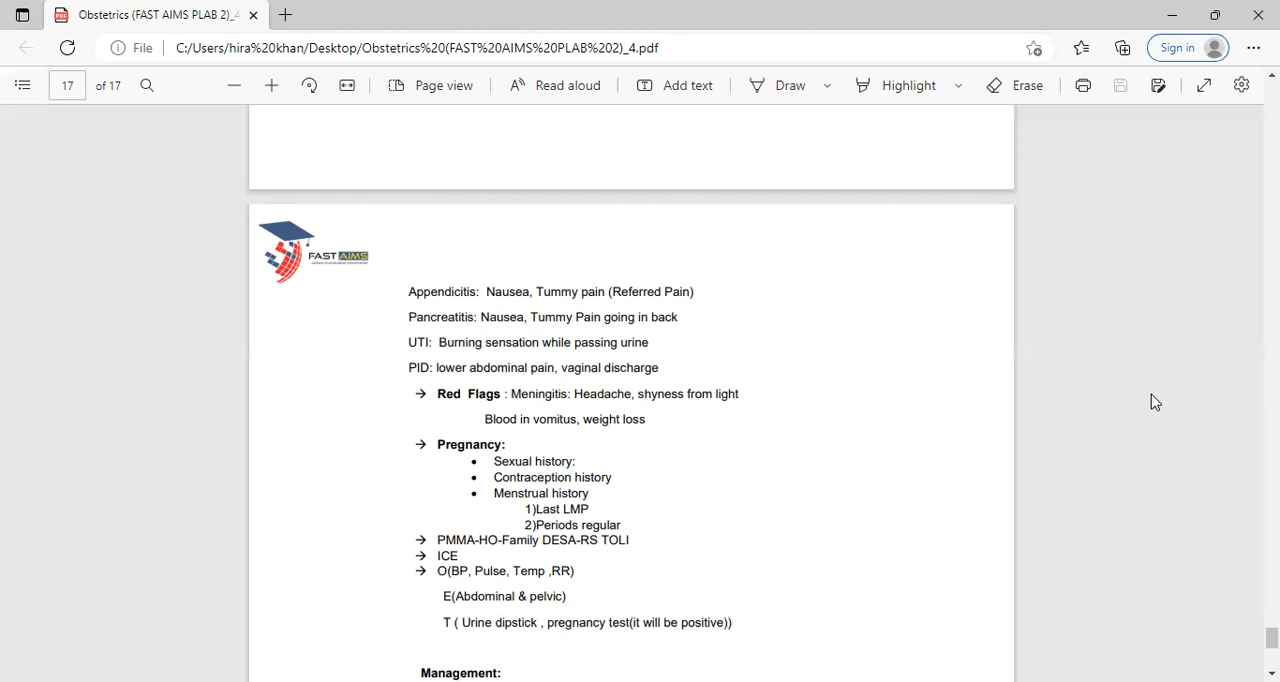 Obstetrics (FAST AIMS PLAB 2)_4
File C:/Users/hira%20khan/Desktop/Obstetrics%20(FAST%20AIMS%20PLAB%202)_4.pdf Sign in
17 of 17 Page view Read aloud Add text Draw Highlight Erase
FAST AIMS
Appendicitis: Nausea, Tummy pain (Referred Pain)
Pancreatitis: Nausea, Tummy Pain going in back
UTI: Burning sensation while passing urine
PID: lower abdominal pain, vaginal discharge
→ Red Flags : Meningitis: Headache, shyness from light
Blood in vomitus, weight loss
→ Pregnancy:
• Sexual history:
• Contraception history
• Menstrual history
1)Last LMP
2)Periods regular
→ PMMA-HO-Family DESA-RS TOLI
→ ICE
→ O(BP, Pulse, Temp ,RR)
E(Abdominal & pelvic)
T ( Urine dipstick , pregnancy test(it will be positive))
Management: